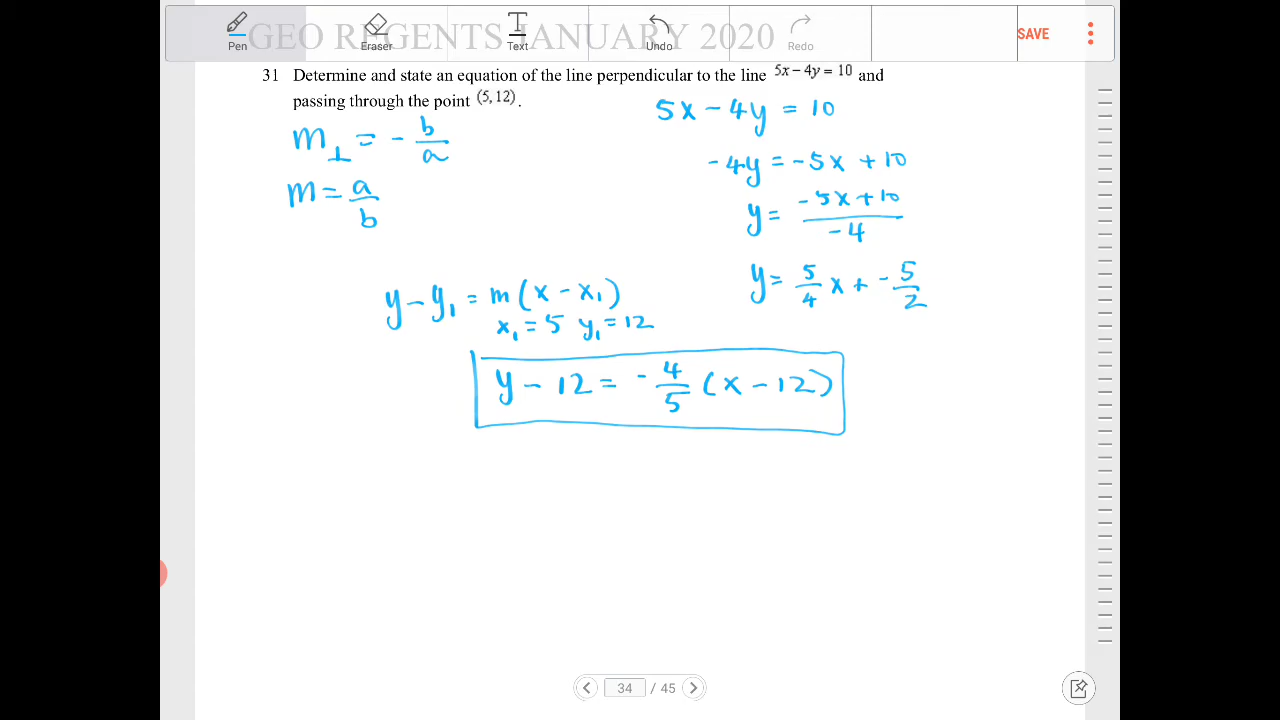 GEO REGENTS JANUARY 2020
Pen
Eraser
Text
Undo
Redo
SAVE
31 Determine and state an equation of the line perpendicular to the line 5x − 4y = 10 and
passing through the point (5, 12).
m⊥ = - b/a
m = a/b
5x - 4y = 10
-4y = -5x + 10
y = (-5x + 10)/-4
y = 5/4 x + - 5/2
y - y₁ = m(x - x₁)
x₁ = 5 y₁ = 12
y - 12 = - 4/5 (x - 12)
34 / 45